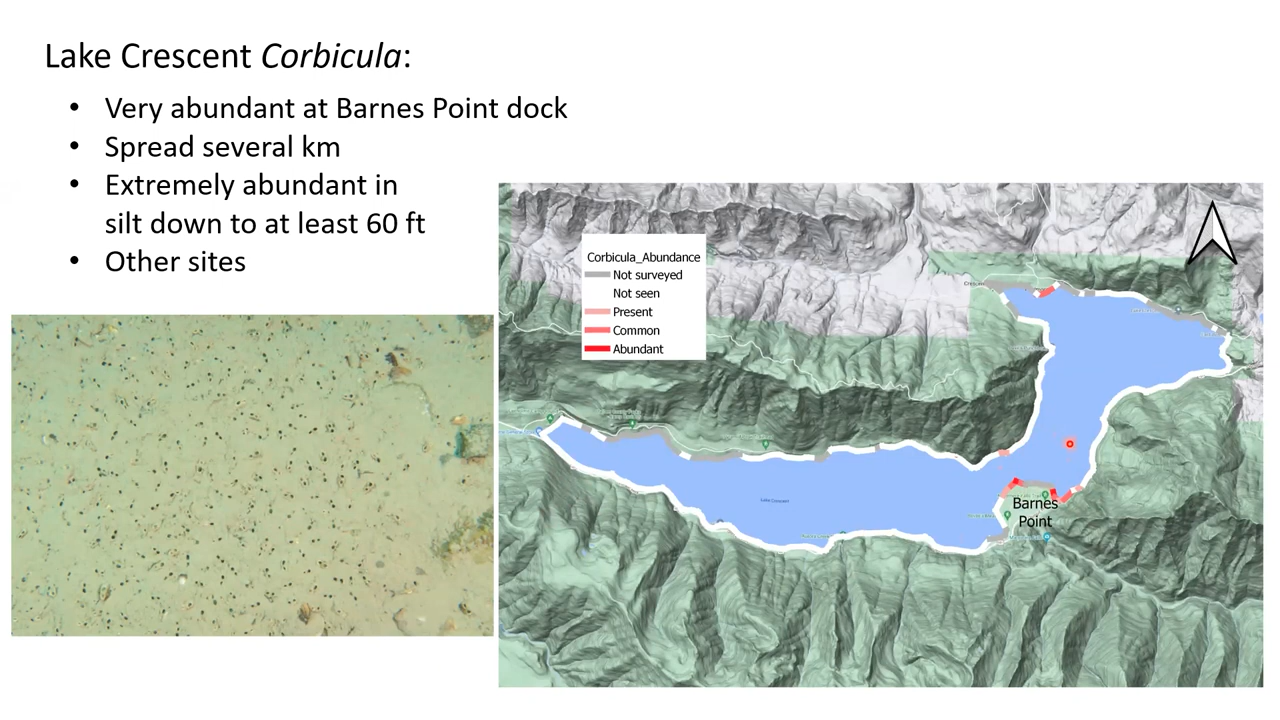 Lake Crescent Corbicula:
• Very abundant at Barnes Point dock
• Spread several km
• Extremely abundant in
silt down to at least 60 ft
• Other sites
Corbicula_Abundance
Not surveyed
Not seen
Present
Common
Abundant
Lake Crescent
Barnes
Point